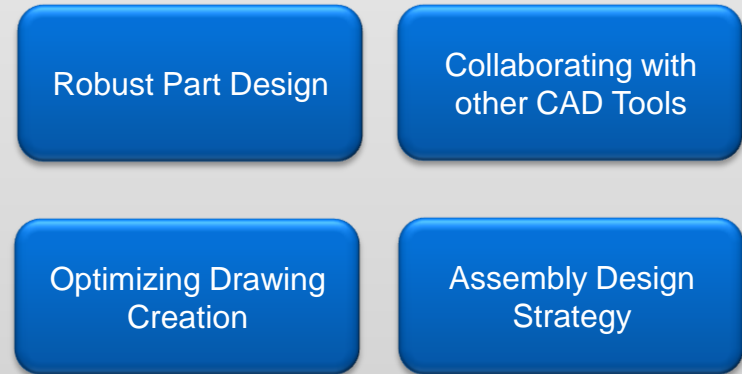 Robust Part Design
Collaborating with
other CAD Tools
Optimizing Drawing
Creation
Assembly Design
Strategy